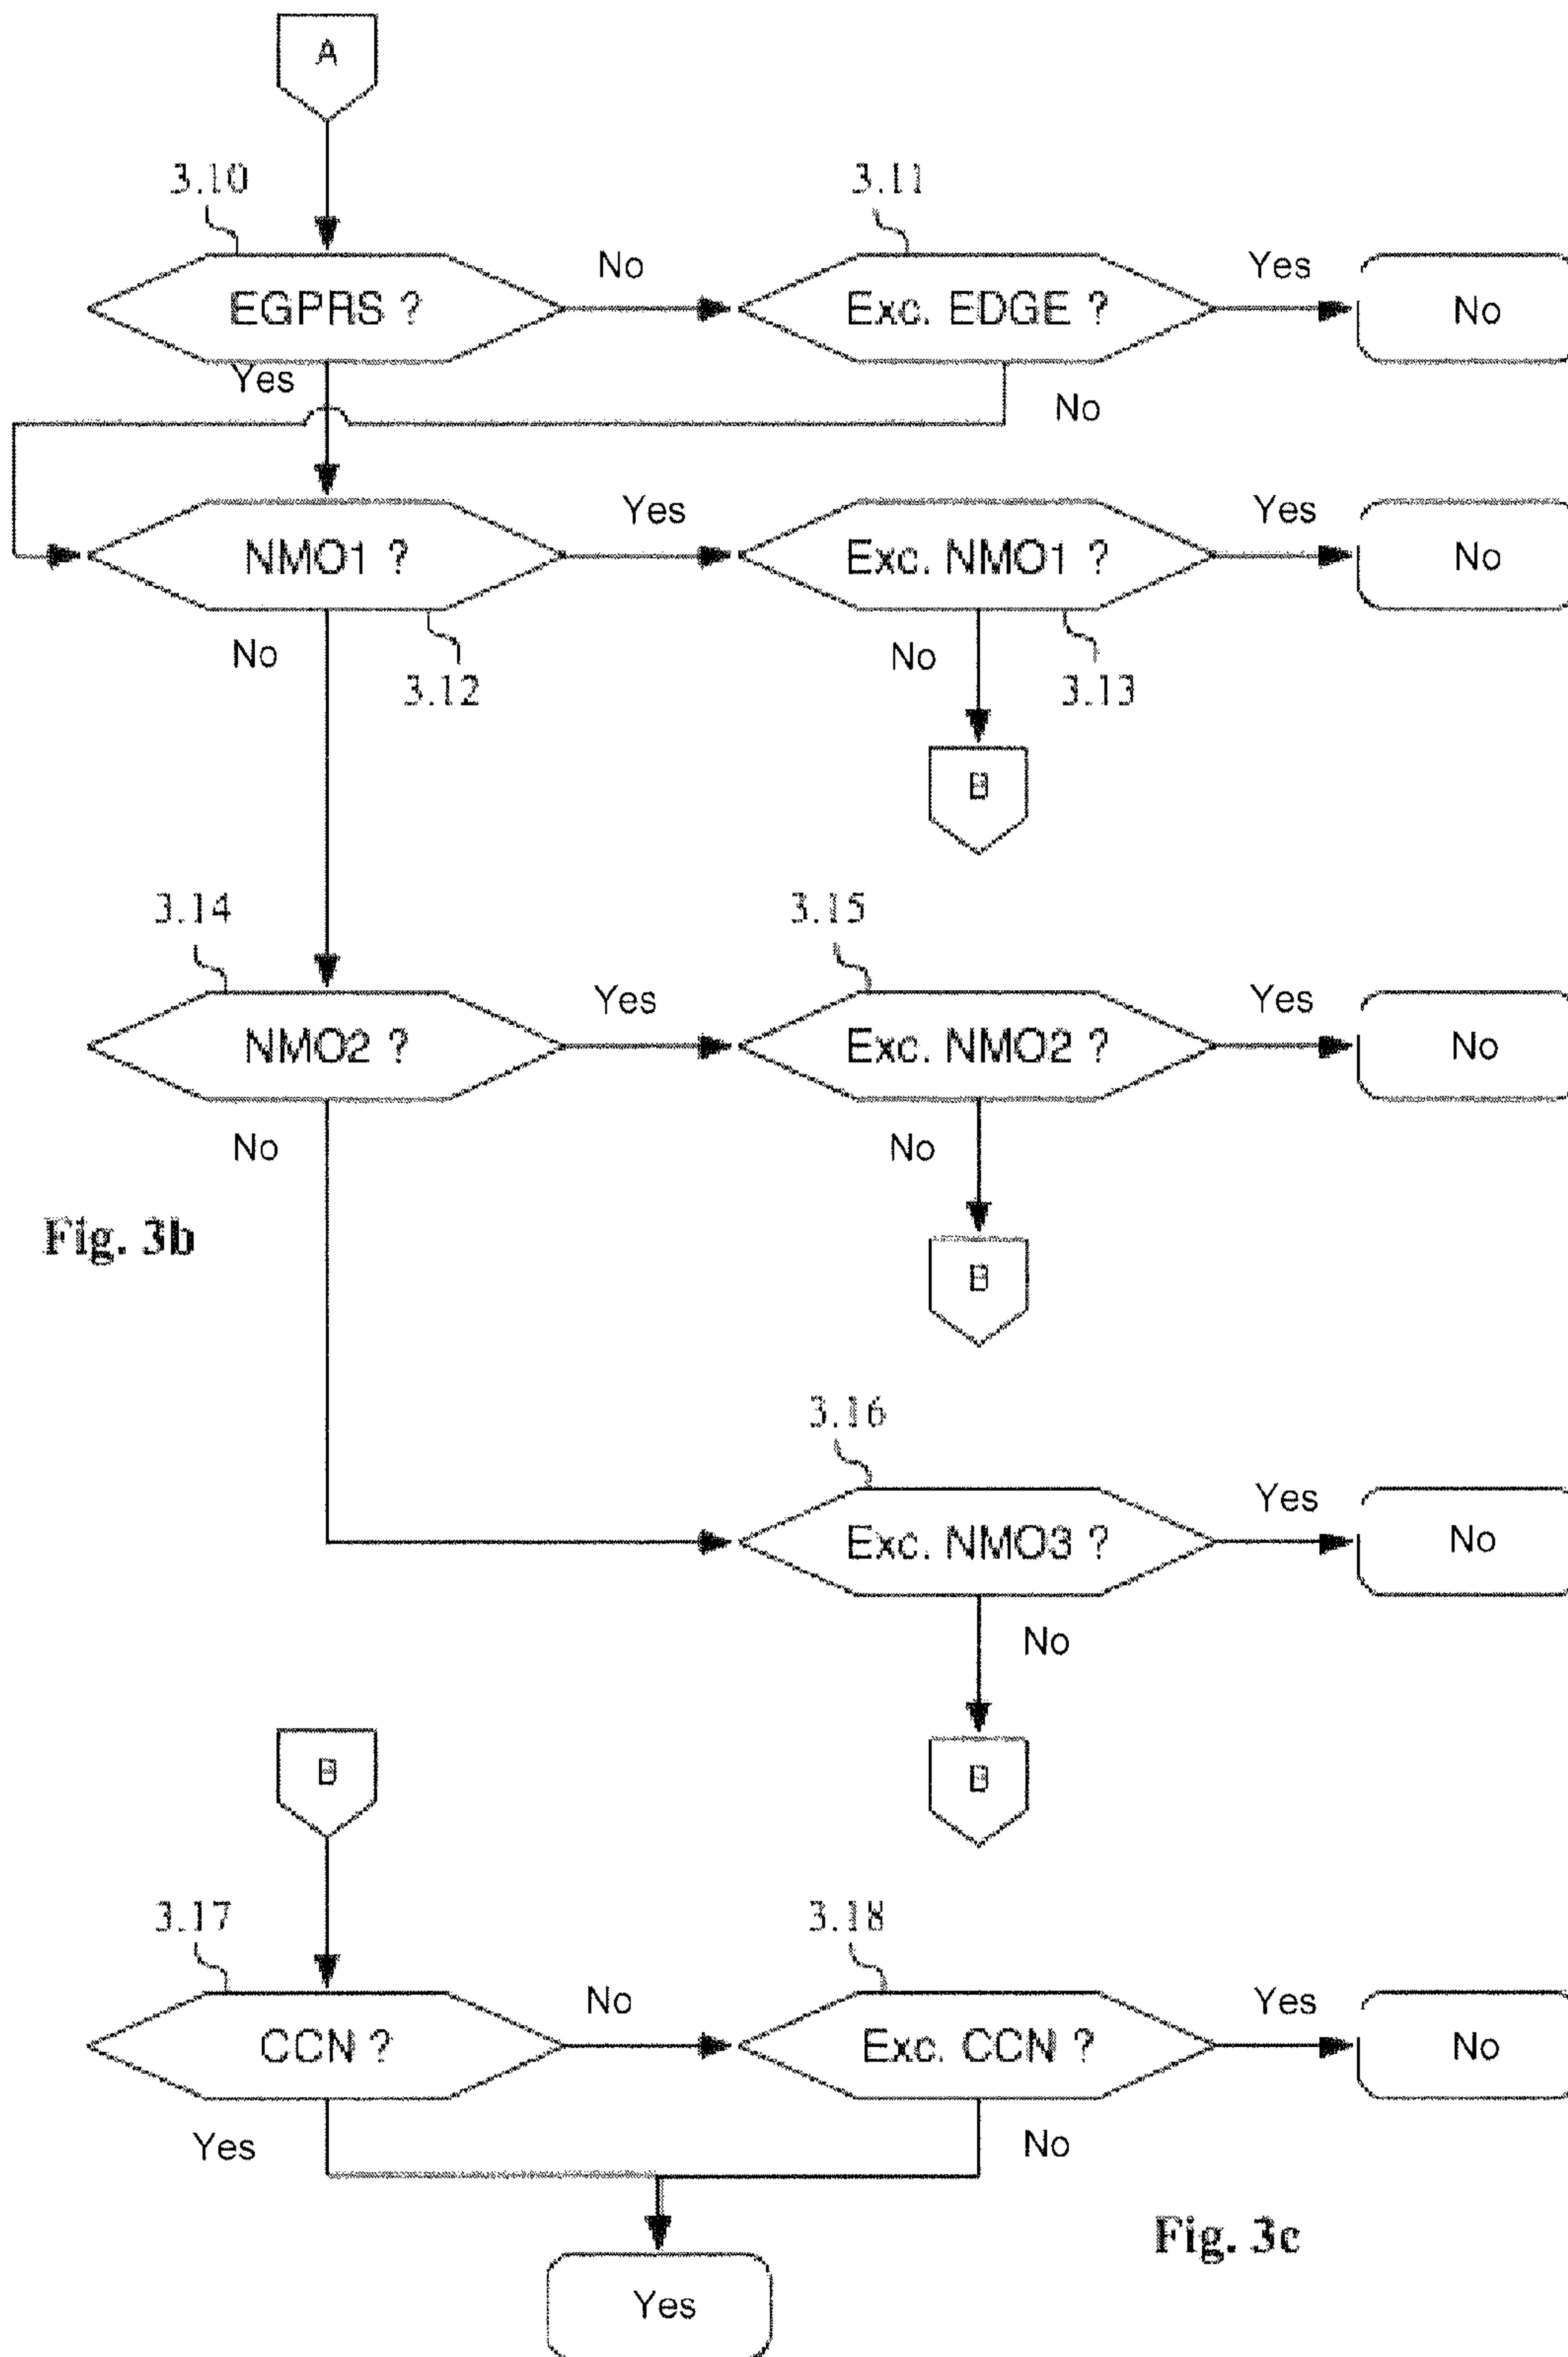 A
3.10
3.11
EGPRS ?
No
Exc. EDGE ?
Yes
No
Yes
No
NMO1 ?
Yes
Exc. NMO1 ?
Yes
No
No
3.12
No
3.13
B
3.14
3.15
NMO2 ?
Yes
Exc. NMO2 ?
Yes
No
No
No
Fig. 3b
B
3.16
Exc. NMO3 ?
Yes
No
No
B
B
3.17
3.18
CCN ?
No
Exc. CCN ?
Yes
No
Yes
No
Fig. 3c
Yes